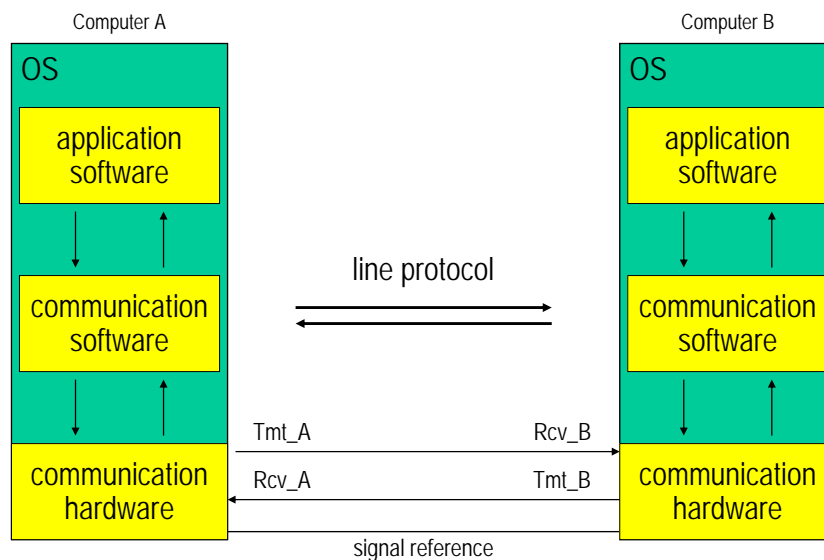 Computer A
Computer B
OS
OS
application
software
application
software
line protocol
communication
software
communication
software
Tmt_A
Rcv_B
Rcv_A
Tmt_B
communication
hardware
communication
hardware
signal reference